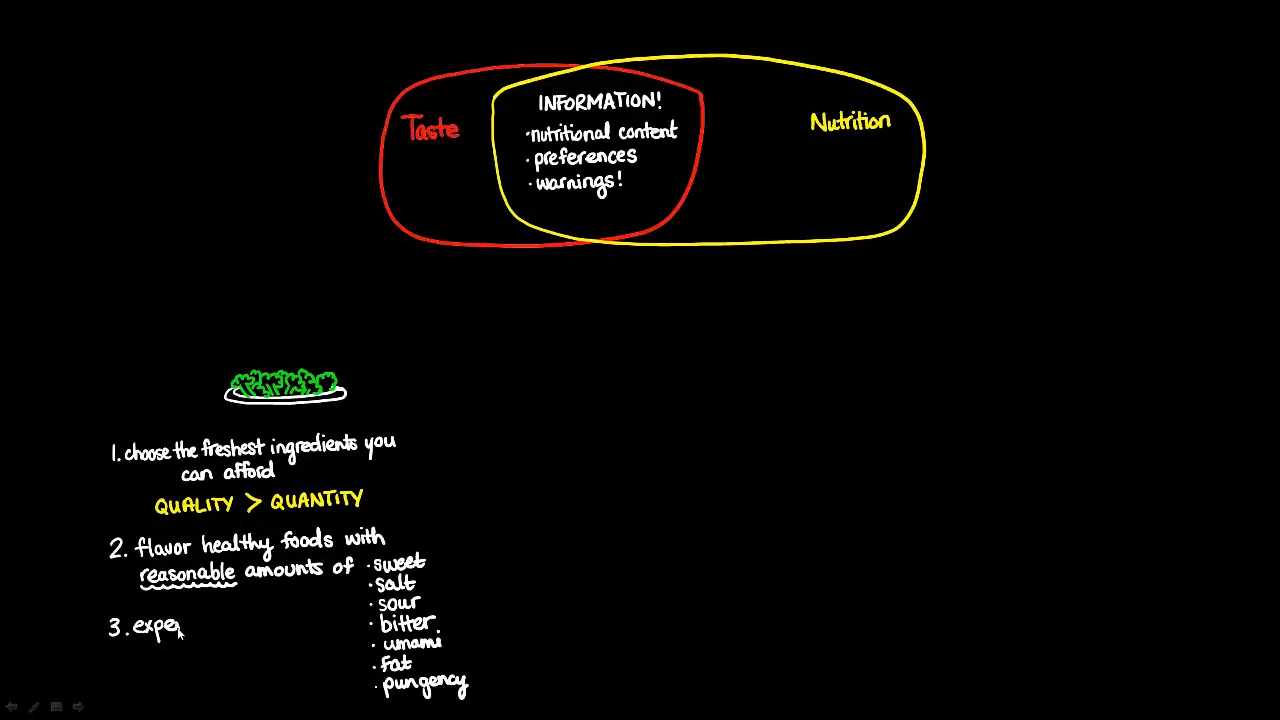 INFORMATION!
Taste
· nutritional content
Nutrition
· preferences
· warnings!
1. choose the freshest ingredients you
can afford
QUALITY > QUANTITY
2. flavor healthy foods with
reasonable amounts of
· sweet
· salt
· sour
· bitter
· umami
· fat
· pungency
3. expe